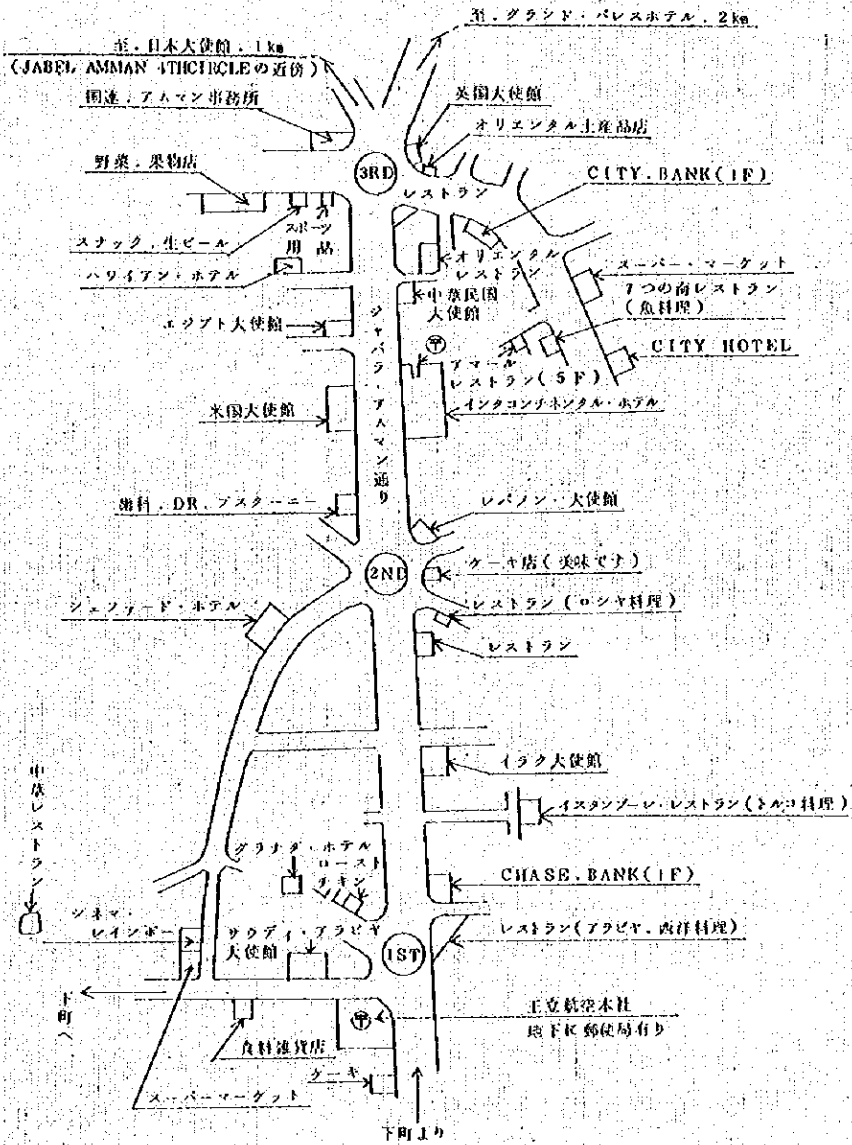 至．グランド・パレスホテル．2km
至．日本大使館．1km
(JABEL, AMMAN 4THCIRCLEの近傍)
国連．アンマン事務所
英国大使館
オリエンタル土産品店
野菜．果物店
3RD
レストラン
CITY.BANK(1F)
スナック．生ビール
スポーツ
用品
ハワイアン・ホテル
オリエンタル
レストラン
スーパー・マーケット
7つの海レストラン
(魚料理)
中華民国
大使館
エジプト大使館
CITY HOTEL
アマール
レストラン(5F)
米国大使館
インタコンチネンタル・ホテル
ジャバラ・アンマン通り
歯科．DR．ブスターニー
レバノン・大使館
2ND
ケーキ店(美味です)
シェファード・ホテル
レストラン(ロシヤ料理)
レストラン
イラク大使館
中華レストラン
イスタンブール・レストラン(トルコ料理)
グラナダ・ホテル
ロースト
チキン
CHASE.BANK(1F)
シネマ・
レインボー
サウディ・アラビヤ
大使館
1ST
レストラン(アラビヤ．西洋料理)
下町へ
〒
王立航空本社
地下に郵便局有り
食料雑貨店
ケーキ
スーパーマーケット
下町より